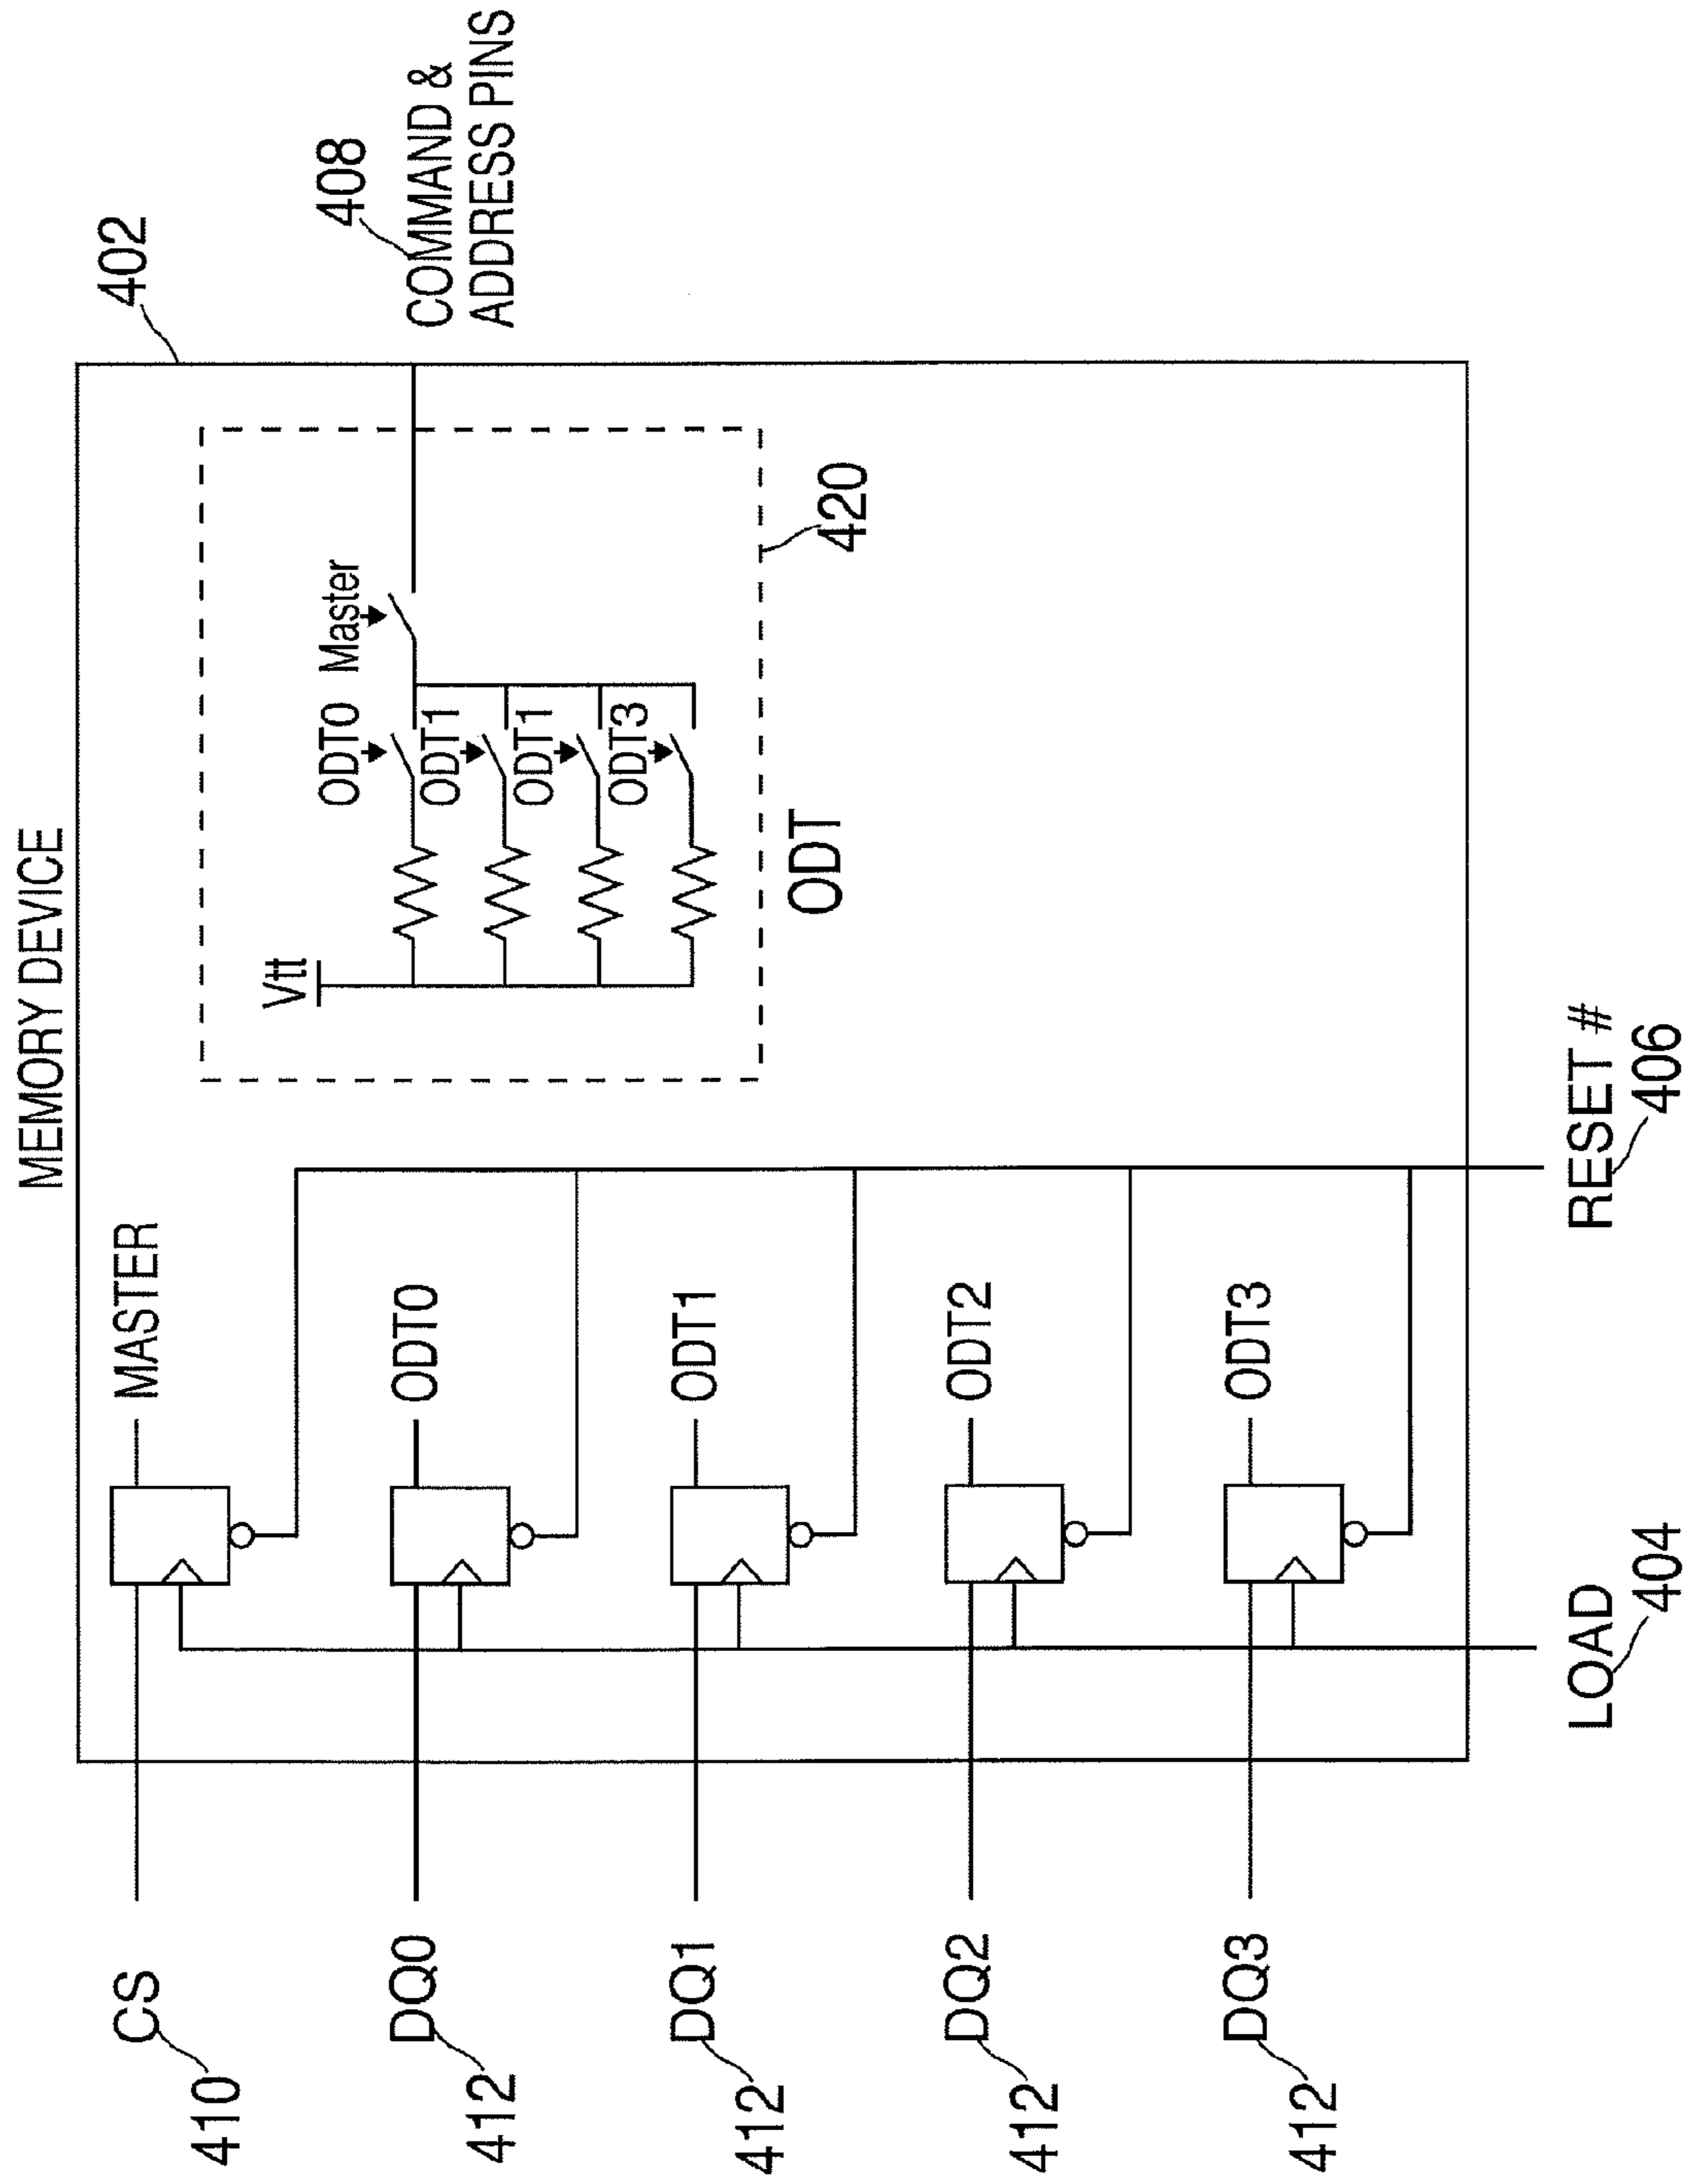 MEMORY DEVICE
402
CS
410
MASTER
DQ0
412
ODT0
DQ1
412
ODT1
DQ2
412
ODT2
DQ3
412
ODT3
Vtt
ODT0
Master
ODT1
ODT1
ODT3
ODT
420
408
COMMAND &
ADDRESS PINS
LOAD
404
RESET #
406